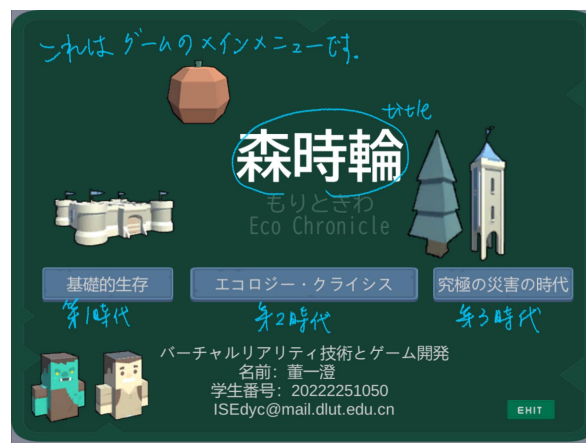 これは ゲームのメインメニューです.
title
森時輪
もりときわ
Eco Chronicle
基礎的生存
エコロジー・クライシス
究極の災害の時代
第1時代
第2時代
第3時代
バーチャルリアリティ技術とゲーム開発
名前: 董一澄
学生番号: 20222251050
ISEdyc@mail.dlut.edu.cn
EHIT